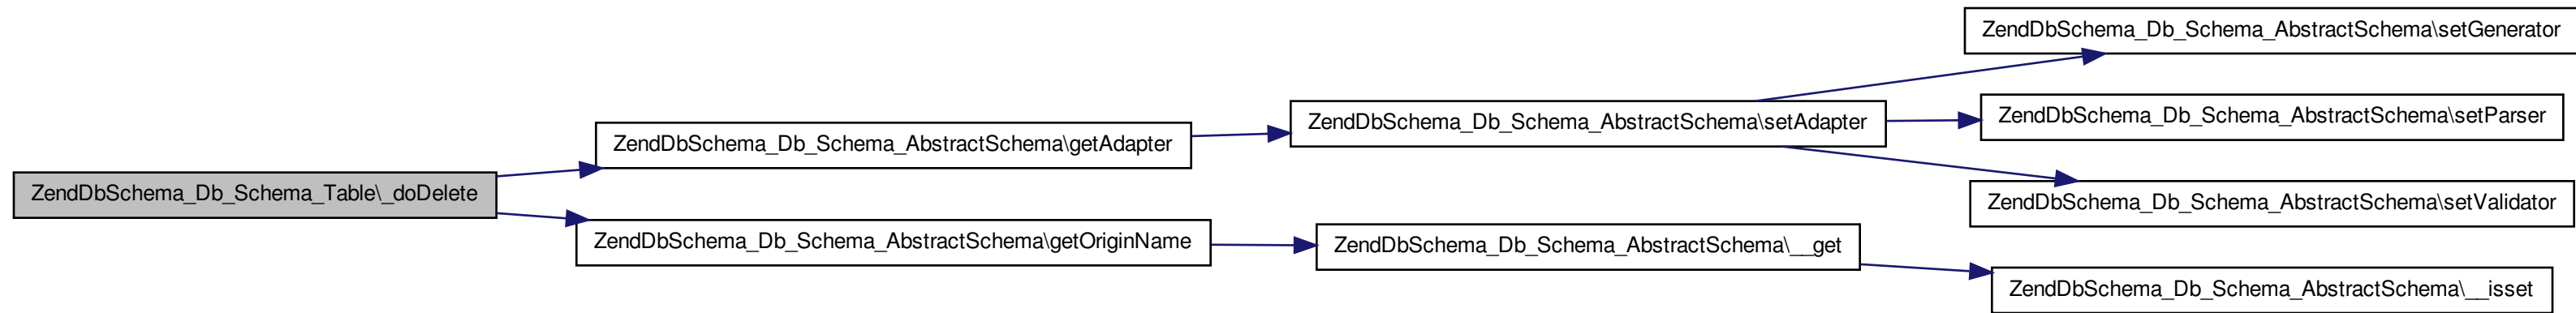 ZendDbSchema_Db_Schema_Table\_doDelete
ZendDbSchema_Db_Schema_AbstractSchema\getAdapter
ZendDbSchema_Db_Schema_AbstractSchema\getOriginName
ZendDbSchema_Db_Schema_AbstractSchema\setAdapter
ZendDbSchema_Db_Schema_AbstractSchema\__get
ZendDbSchema_Db_Schema_AbstractSchema\setGenerator
ZendDbSchema_Db_Schema_AbstractSchema\setParser
ZendDbSchema_Db_Schema_AbstractSchema\setValidator
ZendDbSchema_Db_Schema_AbstractSchema\__isset